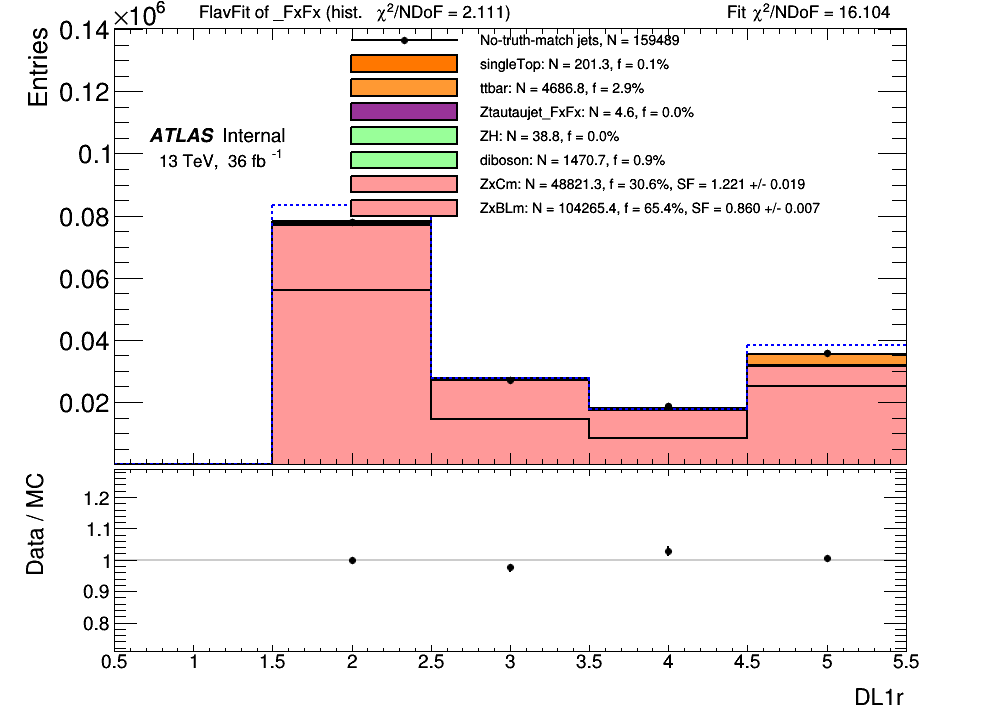 FlavFit of _FxFx (hist. χ²/NDoF = 2.111) Fit χ²/NDoF = 16.104
×10⁶
Entries
0.14
0.12
0.1
0.08
0.06
0.04
0.02
ATLAS Internal
13 TeV, 36 fb⁻¹
No-truth-match jets, N = 159489
singleTop: N = 201.3, f = 0.1%
ttbar: N = 4686.8, f = 2.9%
Ztautaujet_FxFx: N = 4.6, f = 0.0%
ZH: N = 38.8, f = 0.0%
diboson: N = 1470.7, f = 0.9%
ZxCm: N = 48821.3, f = 30.6%, SF = 1.221 +/- 0.019
ZxBLm: N = 104265.4, f = 65.4%, SF = 0.860 +/- 0.007
Data / MC
1.2
1.1
1
0.9
0.8
0.5 1 1.5 2 2.5 3 3.5 4 4.5 5 5.5
DL1r